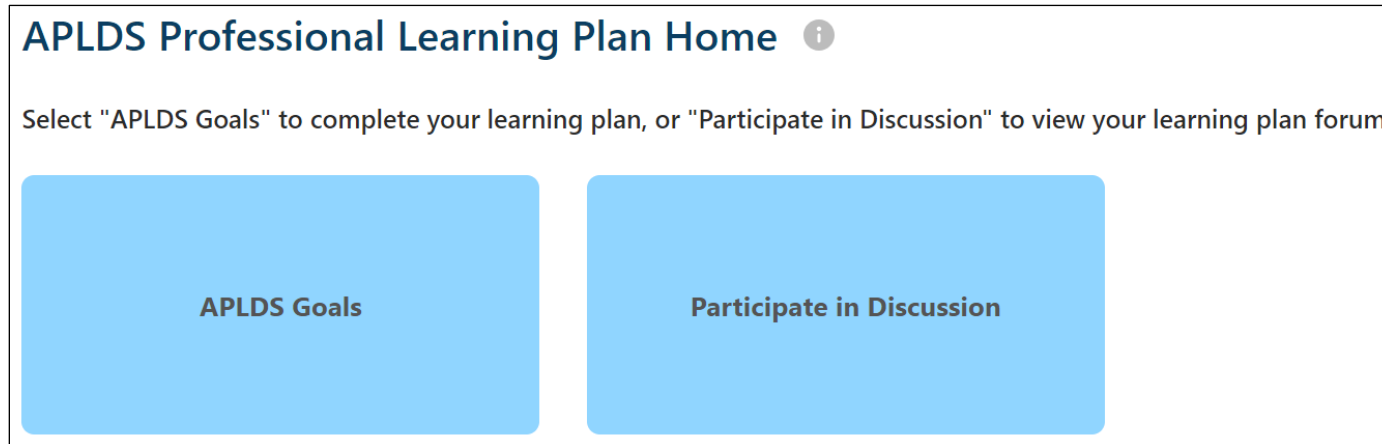 APLDS Professional Learning Plan Home
Select "APLDS Goals" to complete your learning plan, or "Participate in Discussion" to view your learning plan forum
APLDS Goals
Participate in Discussion